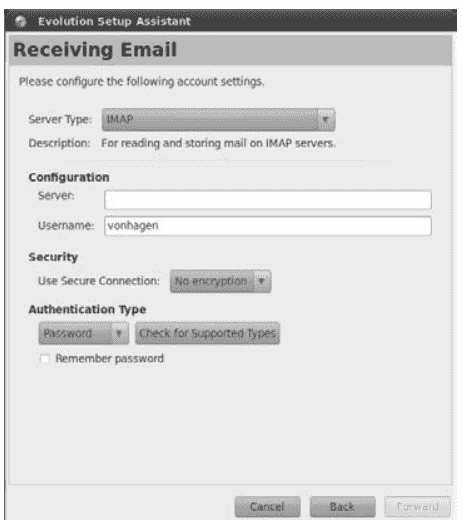 Evolution Setup Assistant
Receiving Email
Please configure the following account settings.
Server Type: IMAP
Description: For reading and storing mail on IMAP servers.
Configuration
Server:
Username: vonhagen
Security
Use Secure Connection: No encryption
Authentication Type
Password Check for Supported Types
Remember password
Cancel Back Forward